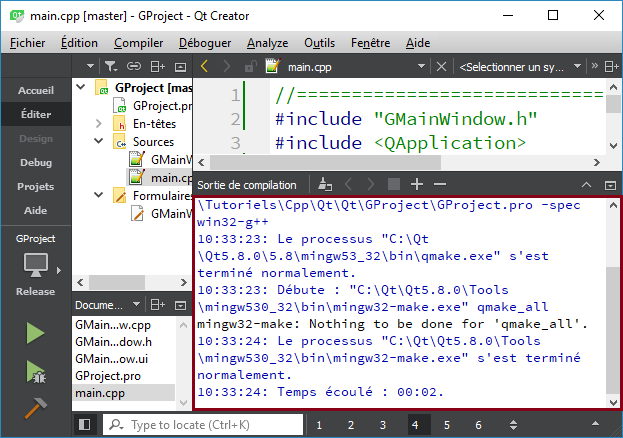 main.cpp [master] - GProject - Qt Creator
Fichier Édition Compiler Déboguer Analyze Outils Fenêtre Aide
main.cpp <Selectionner un sy...
Accueil
Éditer
Design
Debug
Projets
Aide
GProject
Release
GProject [mas
GProject.pr
En-têtes
Sources
GMainW
main.cp
Formulaires
GMainW
1 //==============================
2 #include "GMainWindow.h"
3 #include <QApplication>
Sortie de compilation
\Tutoriels\Cpp\Qt\Qt\GProject\GProject.pro -spec
win32-g++
10:33:23: Le processus "C:\Qt
\Qt5.8.0\5.8\mingw53_32\bin\qmake.exe" s'est
terminé normalement.
10:33:23: Débute : "C:\Qt\Qt5.8.0\Tools
\mingw530_32\bin\mingw32-make.exe" qmake_all
mingw32-make: Nothing to be done for 'qmake_all'.
10:33:24: Le processus "C:\Qt\Qt5.8.0\Tools
\mingw530_32\bin\mingw32-make.exe" s'est terminé
normalement.
10:33:24: Temps écoulé : 00:02.
Docume...
GMain...w.cpp
GMain...dow.h
GMain...ow.ui
GProject.pro
main.cpp
Type to locate (Ctrl+K) 1 2 3 4 5 6